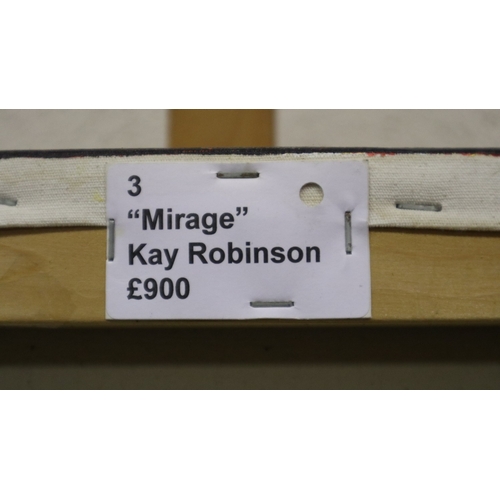 3
“Mirage”
Kay Robinson
£900